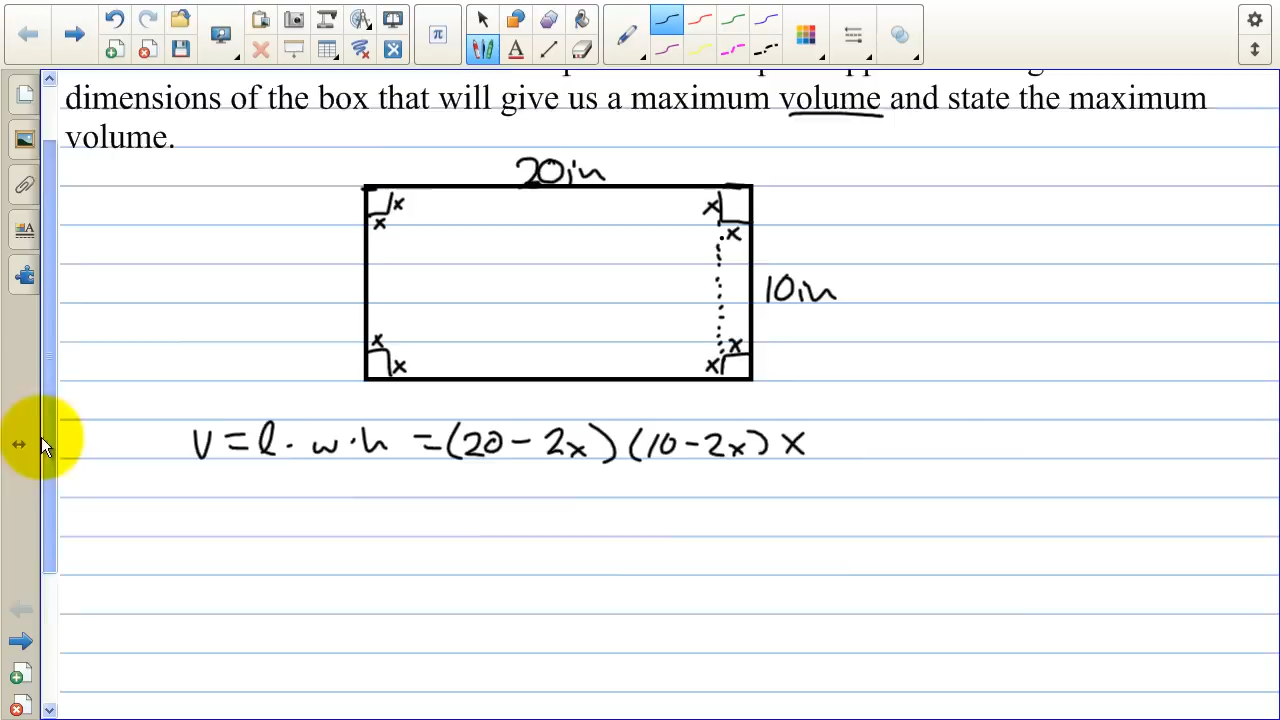 dimensions of the box that will give us a maximum volume and state the maximum
volume.
20in
x x
x x
10in
x x
x x
V = l · w · h = (20 - 2x)(10 - 2x) x
π
A
A